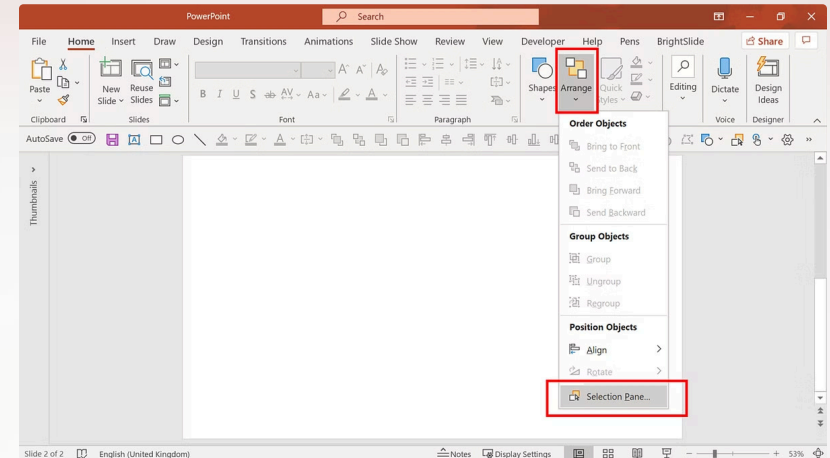 PowerPoint
Search
File Home Insert Draw Design Transitions Animations Slide Show Review View Developer Help Pens BrightSlide Share
Paste New Slide Reuse Slides Shapes Arrange Quick Styles Editing Dictate Design Ideas
B I U S ab AV Aa A A
Clipboard Slides Font Paragraph Voice Designer
AutoSave Off
Thumbnails
Order Objects
Bring to Front
Send to Back
Bring Forward
Send Backward
Group Objects
Group
Ungroup
Regroup
Position Objects
Align
Rotate
Selection Pane...
Slide 2 of 2 English (United Kingdom) Notes Display Settings 53%